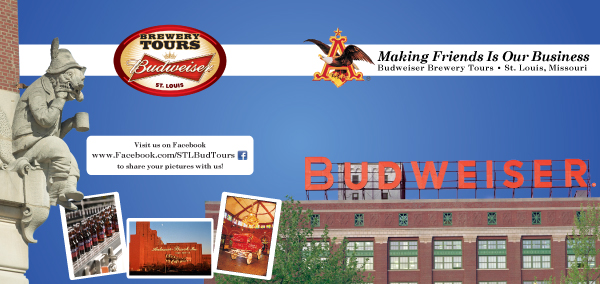 BREWERY
TOURS
Budweiser
ST. LOUIS
Making Friends Is Our Business
Budweiser Brewery Tours • St. Louis, Missouri
Visit us on Facebook
www.Facebook.com/STLBudTours f
to share your pictures with us!
BUDWEISER.